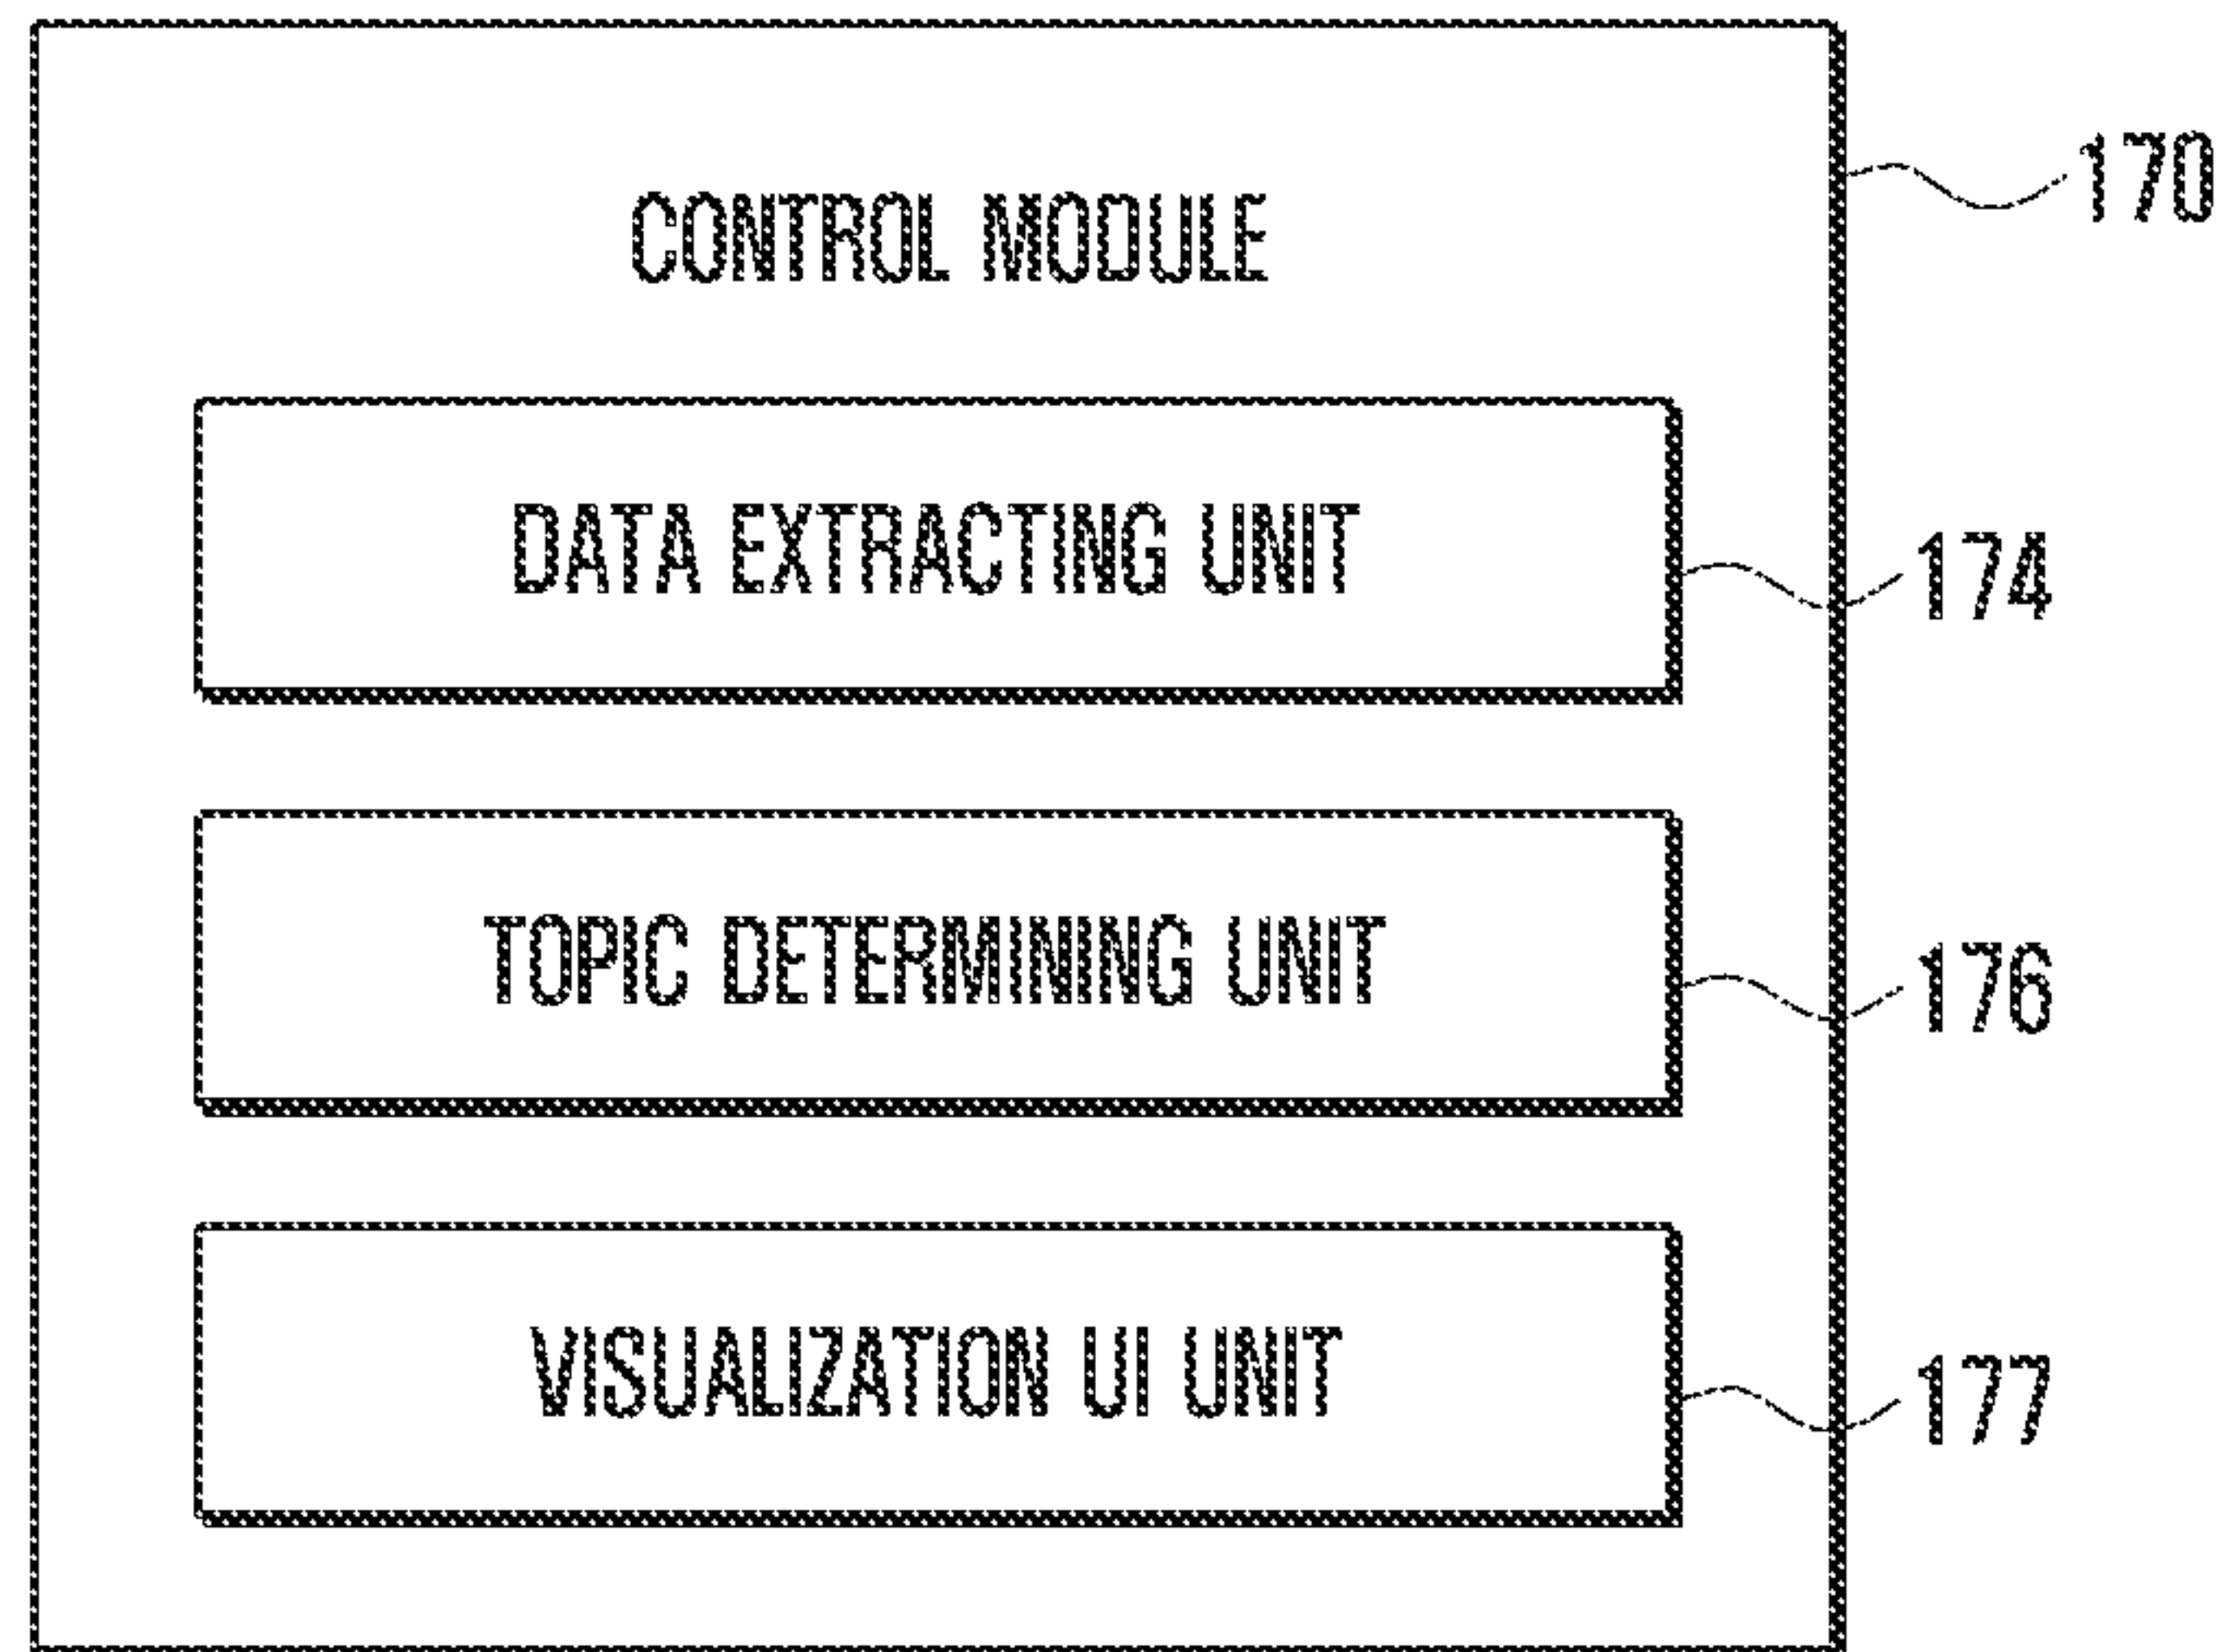 170
CONTROL MODULE
DATA EXTRACTING UNIT
174
TOPIC DETERMINING UNIT
176
VISUALIZATION UI UNIT
177